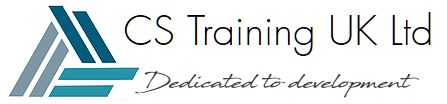 CS Training UK Ltd
Dedicated to development